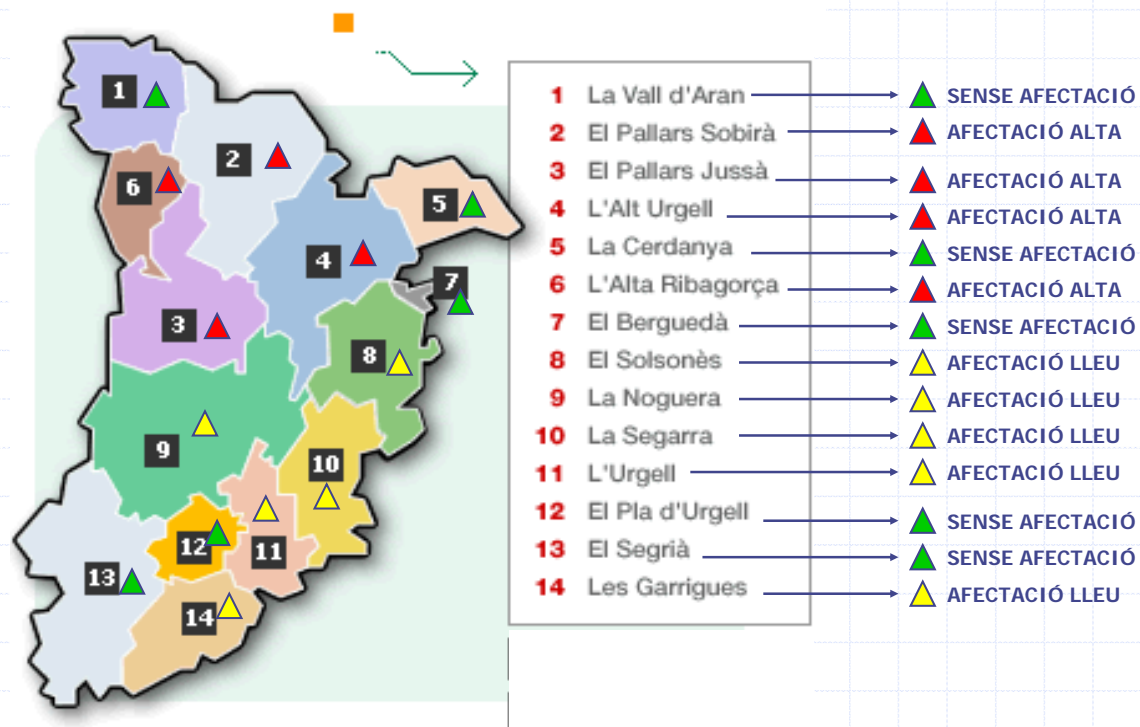 1
2
6
5
4
7
3
8
9
10
12
11
13
14
1 La Vall d'Aran SENSE AFECTACIÓ
2 El Pallars Sobirà AFECTACIÓ ALTA
3 El Pallars Jussà AFECTACIÓ ALTA
4 L'Alt Urgell AFECTACIÓ ALTA
5 La Cerdanya SENSE AFECTACIÓ
6 L'Alta Ribagorça AFECTACIÓ ALTA
7 El Berguedà SENSE AFECTACIÓ
8 El Solsonès AFECTACIÓ LLEU
9 La Noguera AFECTACIÓ LLEU
10 La Segarra AFECTACIÓ LLEU
11 L'Urgell AFECTACIÓ LLEU
12 El Pla d'Urgell SENSE AFECTACIÓ
13 El Segrià SENSE AFECTACIÓ
14 Les Garrigues AFECTACIÓ LLEU